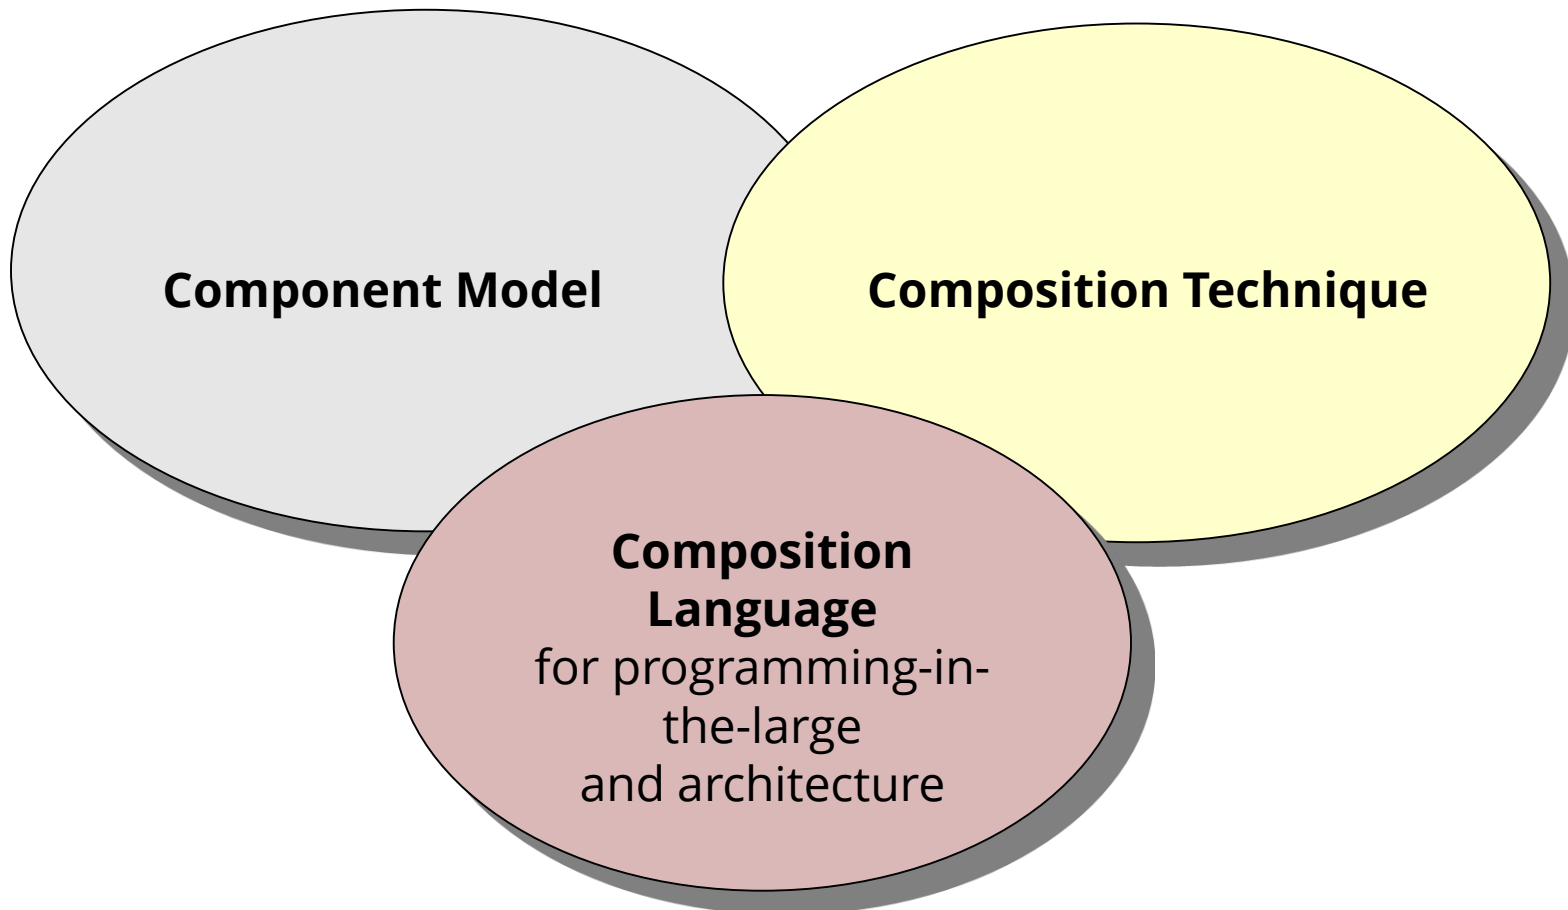 Component Model
Composition Technique
Composition
Language
for programming-in-
the-large
and architecture